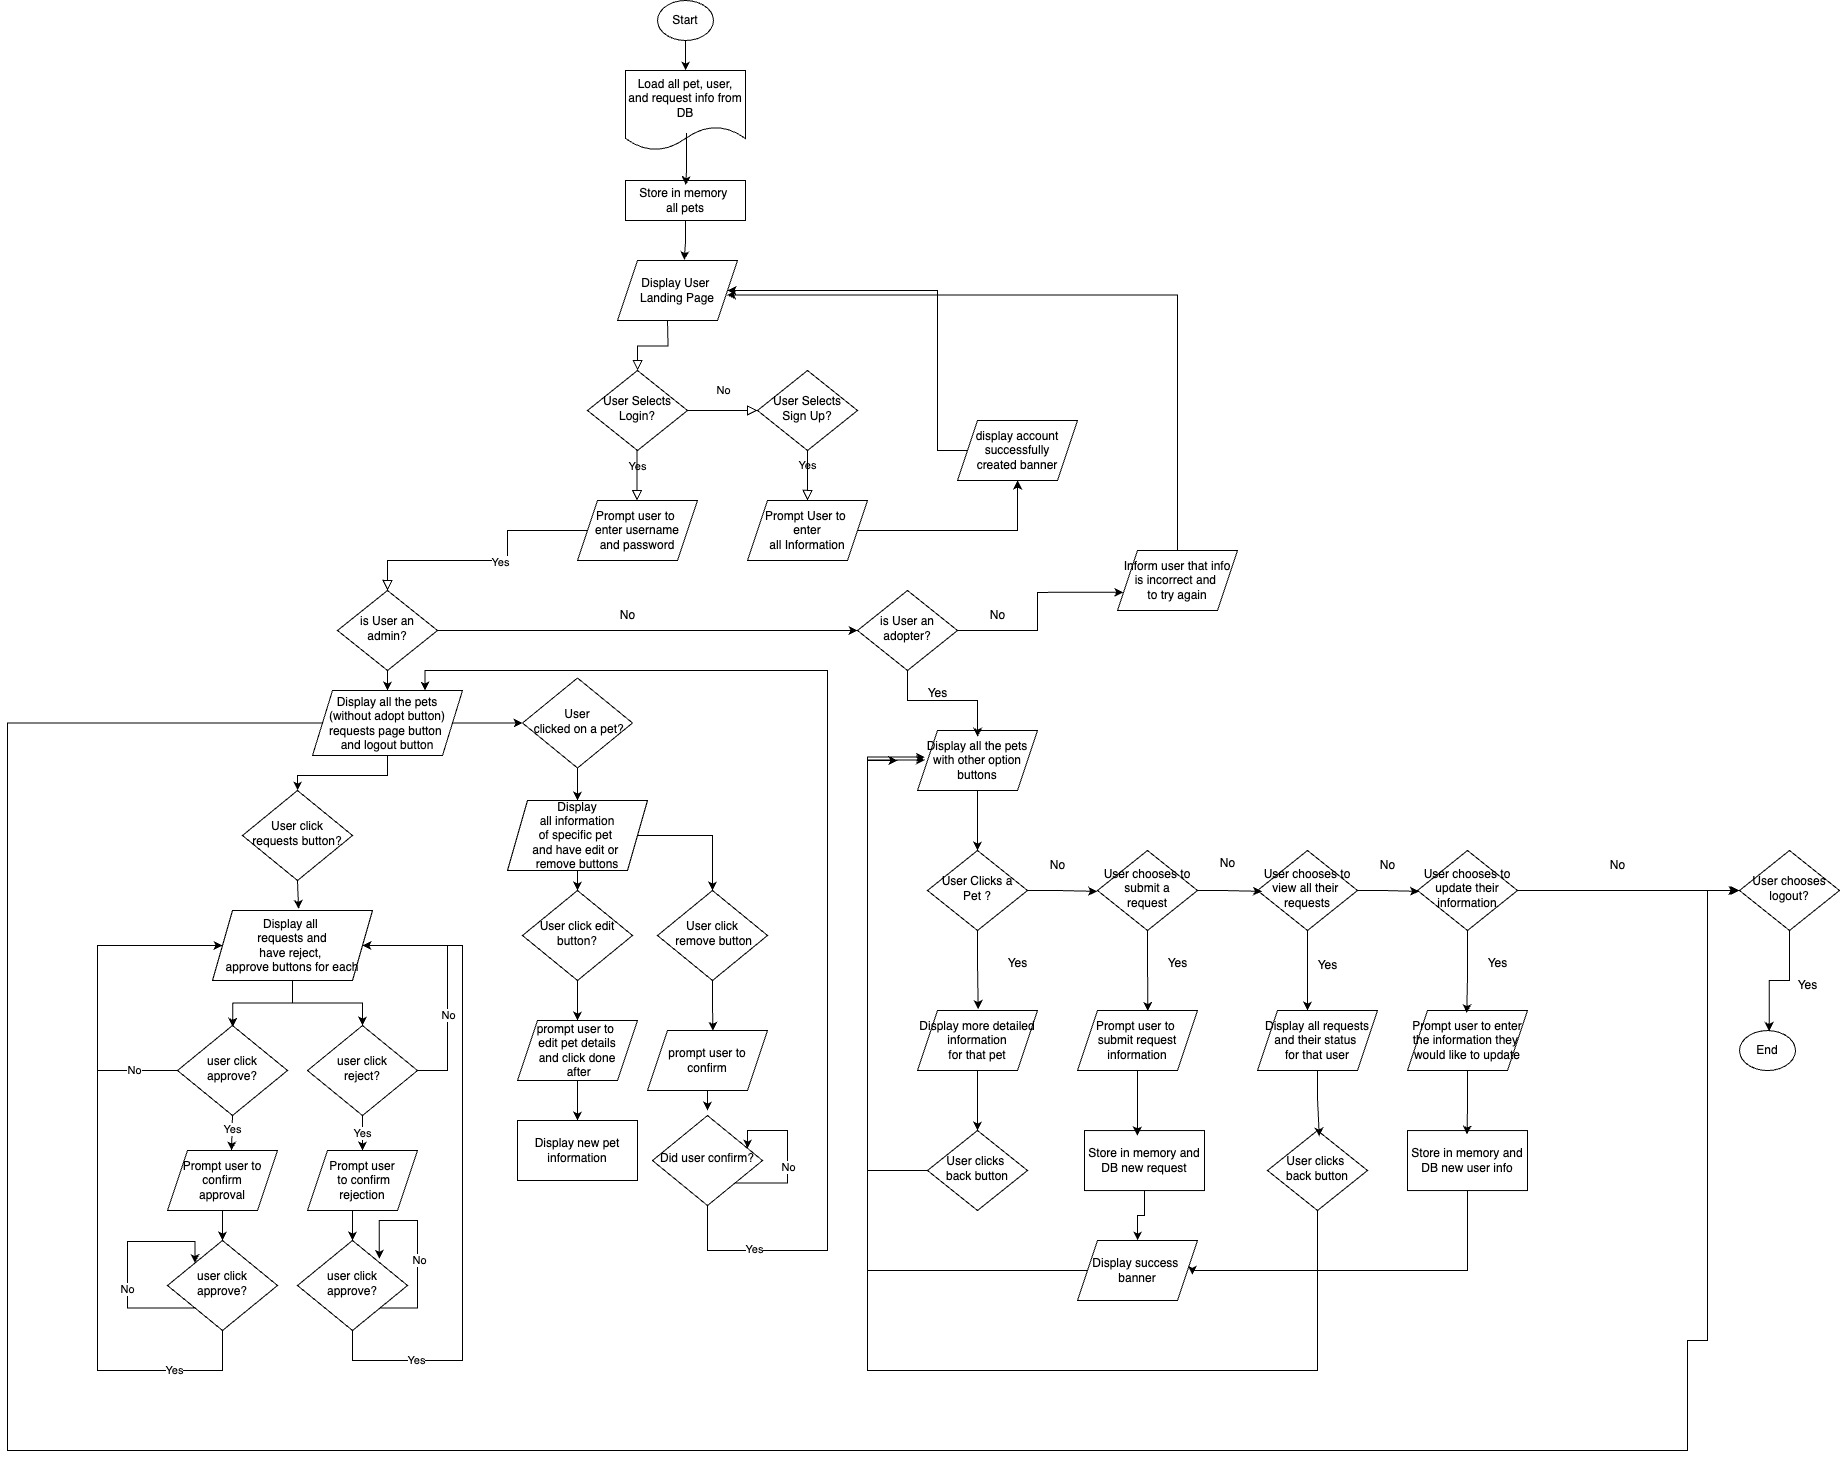 Start
Load all pet, user,
and request info from
DB
Store in memory
all pets
Display User
Landing Page
User Selects
Login?
No
User Selects
Sign Up?
Yes
Yes
display account
successfully
created banner
Prompt user to
enter username
and password
Prompt User to
enter
all Information
Yes
Inform user that info
is incorrect and
to try again
is User an
admin?
No
is User an
adopter?
No
Yes
Display all the pets
(without adopt button)
requests page button
and logout button
User
clicked on a pet?
Display all the pets
with other option
buttons
User click
requests button?
Display
all information
of specific pet
and have edit or
remove buttons
User Clicks a
Pet ?
No
User chooses to
submit a
request
No
User chooses to
view all their
requests
No
User chooses to
update their
information
No
User chooses
logout?
Display all
requests and
have reject,
approve buttons for each
User click edit
button?
User click
remove button
Yes
Yes
Yes
Yes
Yes
No
user click
approve?
No
user click
reject?
prompt user to
edit pet details
and click done
after
prompt user to
confirm
Display more detailed
information
for that pet
Prompt user to
submit request
information
Display all requests
and their status
for that user
Prompt user to enter
the information they
would like to update
End
Yes
Yes
Prompt user to
confirm
approval
Prompt user
to confirm
rejection
Display new pet
information
Did user confirm?
No
User clicks
back button
Store in memory and
DB new request
User clicks
back button
Store in memory and
DB new user info
Yes
No
user click
approve?
user click
approve?
No
Display success
banner
Yes
Yes